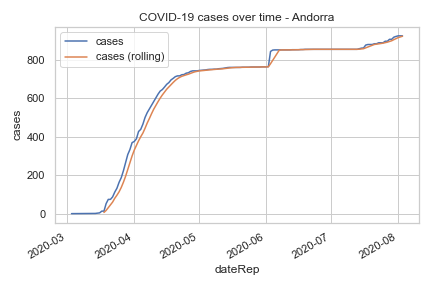 COVID-19 cases over time - Andorra
cases
cases (rolling)
800
600
400
200
0
cases
2020-03
2020-04
2020-05
2020-06
2020-07
2020-08
dateRep